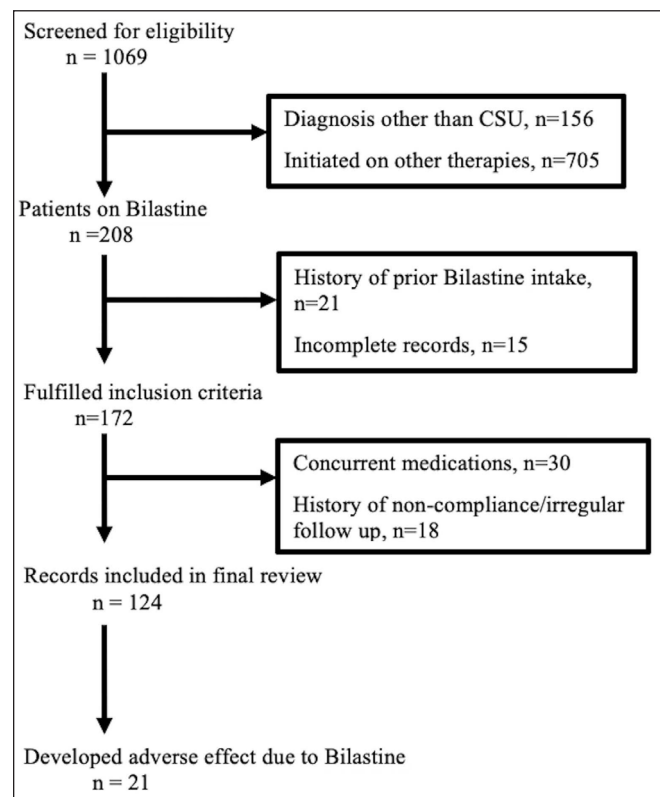 Screened for eligibility
n = 1069
Diagnosis other than CSU, n=156
Initiated on other therapies, n=705
Patients on Bilastine
n =208
History of prior Bilastine intake,
n=21
Incomplete records, n=15
Fulfilled inclusion criteria
n=172
Concurrent medications, n=30
History of non-compliance/irregular
follow up, n=18
Records included in final review
n = 124
Developed adverse effect due to Bilastine
n = 21